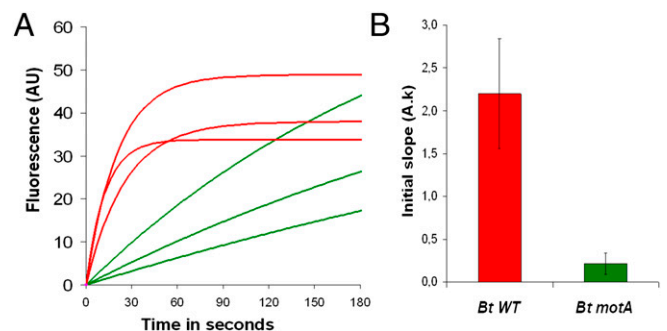 A
Fluorescence (AU)
60
50
40
30
20
10
0
0 30 60 90 120 150 180
Time in seconds
B
Initial slope (A.k)
3,0
2,5
2,0
1,5
1,0
0,5
0,0
Bt WT Bt motA